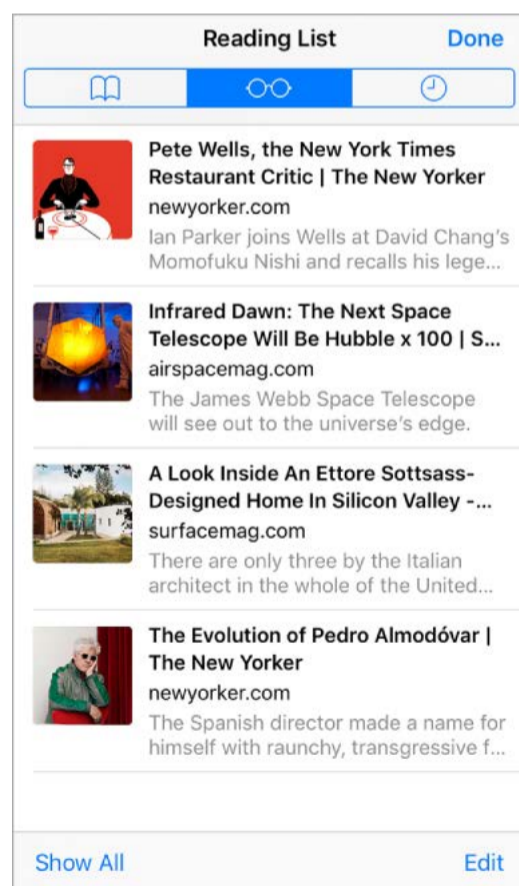 Reading List
Done
Pete Wells, the New York Times
Restaurant Critic | The New Yorker
newyorker.com
Ian Parker joins Wells at David Chang's
Momofuku Nishi and recalls his lege...
Infrared Dawn: The Next Space
Telescope Will Be Hubble x 100 | S...
airspacemag.com
The James Webb Space Telescope
will see out to the universe's edge.
A Look Inside An Ettore Sottsass-
Designed Home In Silicon Valley -...
surfacemag.com
There are only three by the Italian
architect in the whole of the United...
The Evolution of Pedro Almodóvar |
The New Yorker
newyorker.com
The Spanish director made a name for
himself with raunchy, transgressive f...
Show All
Edit